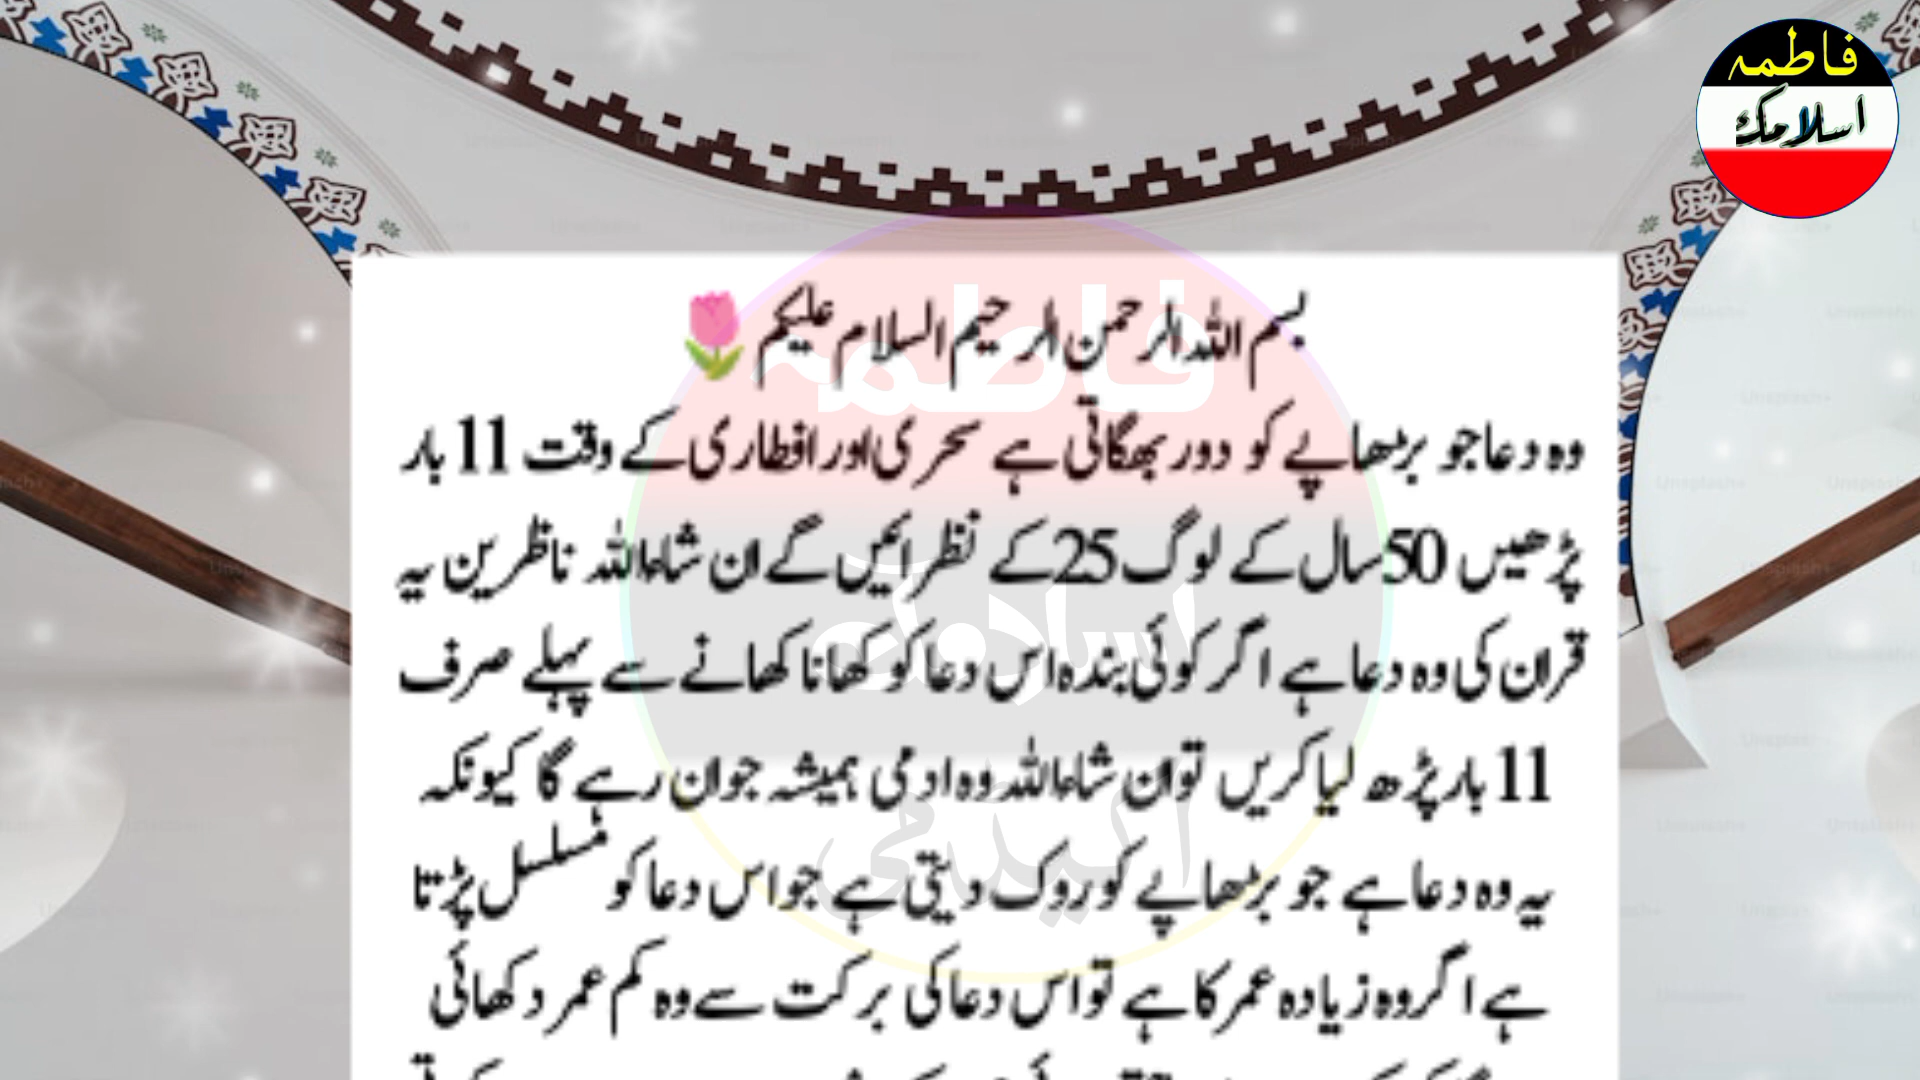 فاطمہ
اسلامک
بسم اللہ الرحمن الرحیم السلام علیکم🌷
وہ دعا جو بڑھاپے کو دور بھگاتی ہے سحری اور افطاری کے وقت 11 بار
پڑھیں 50 سال کے لوگ 25 کے نظر ائیں گے ان شاءاللہ ناظرین یہ
قران کی وہ دعا ہے اگر کوئی بندہ اس دعا کو کھانا کھانے سے پہلے صرف
11 بار پڑھ لیا کریں تو ان شاءاللہ وہ ادمی ہمیشہ جوان رہے گا کیونکہ
یہ وہ دعا ہے جو بڑھاپے کو روک دیتی ہے جو اس دعا کو مسلسل پڑتا
ہے اگر وہ زیادہ عمر کا ہے تو اس دعا کی برکت سے وہ کم عمر دکھائی